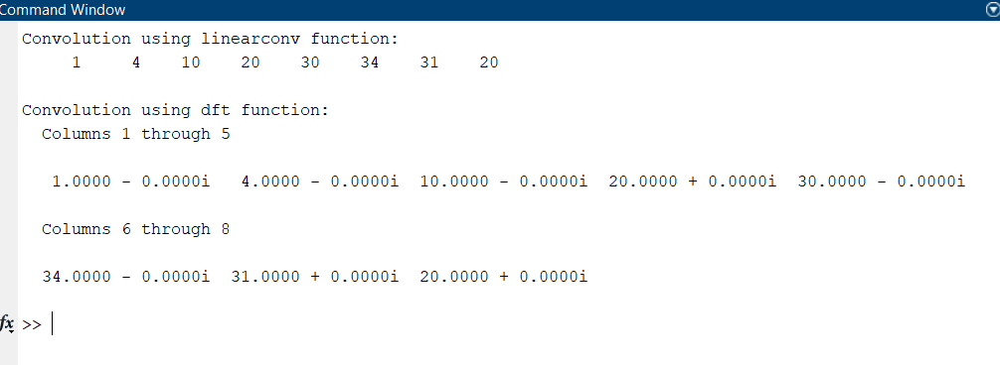 Command Window
Convolution using linearconv function:
1 4 10 20 30 34 31 20
Convolution using dft function:
Columns 1 through 5
1.0000 - 0.0000i 4.0000 - 0.0000i 10.0000 - 0.0000i 20.0000 + 0.0000i 30.0000 - 0.0000i
Columns 6 through 8
34.0000 - 0.0000i 31.0000 + 0.0000i 20.0000 + 0.0000i
fx >>